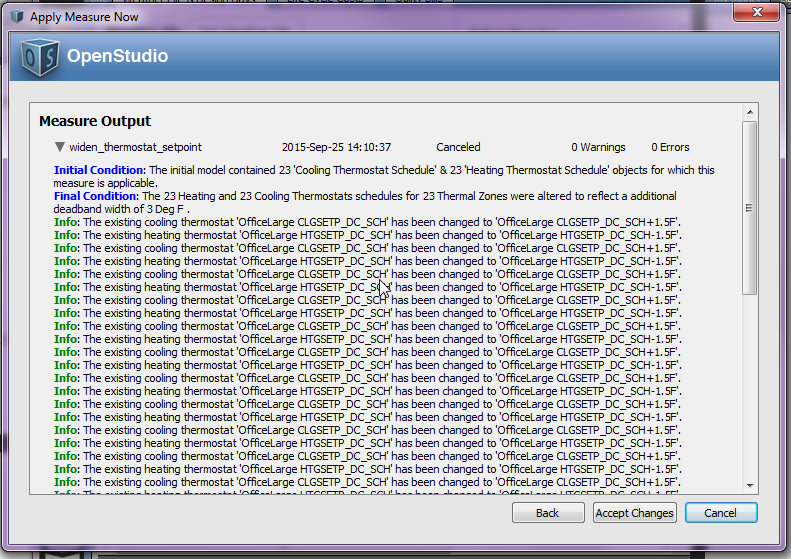 Apply Measure Now
OS OpenStudio
Measure Output
widen_thermostat_setpoint 2015-Sep-25 14:10:37 Canceled 0 Warnings 0 Errors
Initial Condition: The initial model contained 23 'Cooling Thermostat Schedule' & 23 'Heating Thermostat Schedule' objects for which this
measure is applicable.
Final Condition: The 23 Heating and 23 Cooling Thermostats schedules for 23 Thermal Zones were altered to reflect a additional
deadband width of 3 Deg F .
Info: The existing cooling thermostat 'OfficeLarge CLGSETP_DC_SCH' has been changed to 'OfficeLarge CLGSETP_DC_SCH+1.5F'.
Info: The existing heating thermostat 'OfficeLarge HTGSETP_DC_SCH' has been changed to 'OfficeLarge HTGSETP_DC_SCH-1.5F'.
Info: The existing cooling thermostat 'OfficeLarge CLGSETP_DC_SCH' has been changed to 'OfficeLarge CLGSETP_DC_SCH+1.5F'.
Info: The existing heating thermostat 'OfficeLarge HTGSETP_DC_SCH' has been changed to 'OfficeLarge HTGSETP_DC_SCH-1.5F'.
Info: The existing cooling thermostat 'OfficeLarge CLGSETP_DC_SCH' has been changed to 'OfficeLarge CLGSETP_DC_SCH+1.5F'.
Info: The existing heating thermostat 'OfficeLarge HTGSETP_DC_SCH' has been changed to 'OfficeLarge HTGSETP_DC_SCH-1.5F'.
Info: The existing cooling thermostat 'OfficeLarge CLGSETP_DC_SCH' has been changed to 'OfficeLarge CLGSETP_DC_SCH+1.5F'.
Info: The existing heating thermostat 'OfficeLarge HTGSETP_DC_SCH' has been changed to 'OfficeLarge HTGSETP_DC_SCH-1.5F'.
Info: The existing cooling thermostat 'OfficeLarge CLGSETP_DC_SCH' has been changed to 'OfficeLarge CLGSETP_DC_SCH+1.5F'.
Info: The existing heating thermostat 'OfficeLarge HTGSETP_DC_SCH' has been changed to 'OfficeLarge HTGSETP_DC_SCH-1.5F'.
Info: The existing cooling thermostat 'OfficeLarge CLGSETP_DC_SCH' has been changed to 'OfficeLarge CLGSETP_DC_SCH+1.5F'.
Info: The existing heating thermostat 'OfficeLarge HTGSETP_DC_SCH' has been changed to 'OfficeLarge HTGSETP_DC_SCH-1.5F'.
Info: The existing cooling thermostat 'OfficeLarge CLGSETP_DC_SCH' has been changed to 'OfficeLarge CLGSETP_DC_SCH+1.5F'.
Info: The existing heating thermostat 'OfficeLarge HTGSETP_DC_SCH' has been changed to 'OfficeLarge HTGSETP_DC_SCH-1.5F'.
Info: The existing cooling thermostat 'OfficeLarge CLGSETP_DC_SCH' has been changed to 'OfficeLarge CLGSETP_DC_SCH+1.5F'.
Info: The existing heating thermostat 'OfficeLarge HTGSETP_DC_SCH' has been changed to 'OfficeLarge HTGSETP_DC_SCH-1.5F'.
Info: The existing cooling thermostat 'OfficeLarge CLGSETP_DC_SCH' has been changed to 'OfficeLarge CLGSETP_DC_SCH+1.5F'.
Info: The existing heating thermostat 'OfficeLarge HTGSETP_DC_SCH' has been changed to 'OfficeLarge HTGSETP_DC_SCH-1.5F'.
Info: The existing cooling thermostat 'OfficeLarge CLGSETP_DC_SCH' has been changed to 'OfficeLarge CLGSETP_DC_SCH+1.5F'.
Info: The existing heating thermostat 'OfficeLarge HTGSETP_DC_SCH' has been changed to 'OfficeLarge HTGSETP_DC_SCH-1.5F'.
Info: The existing cooling thermostat 'OfficeLarge CLGSETP_DC_SCH' has been changed to 'OfficeLarge CLGSETP_DC_SCH+1.5F'.
Info: The existing heating thermostat 'OfficeLarge HTGSETP_DC_SCH' has been changed to 'OfficeLarge HTGSETP_DC_SCH-1.5F'.
Back Accept Changes Cancel